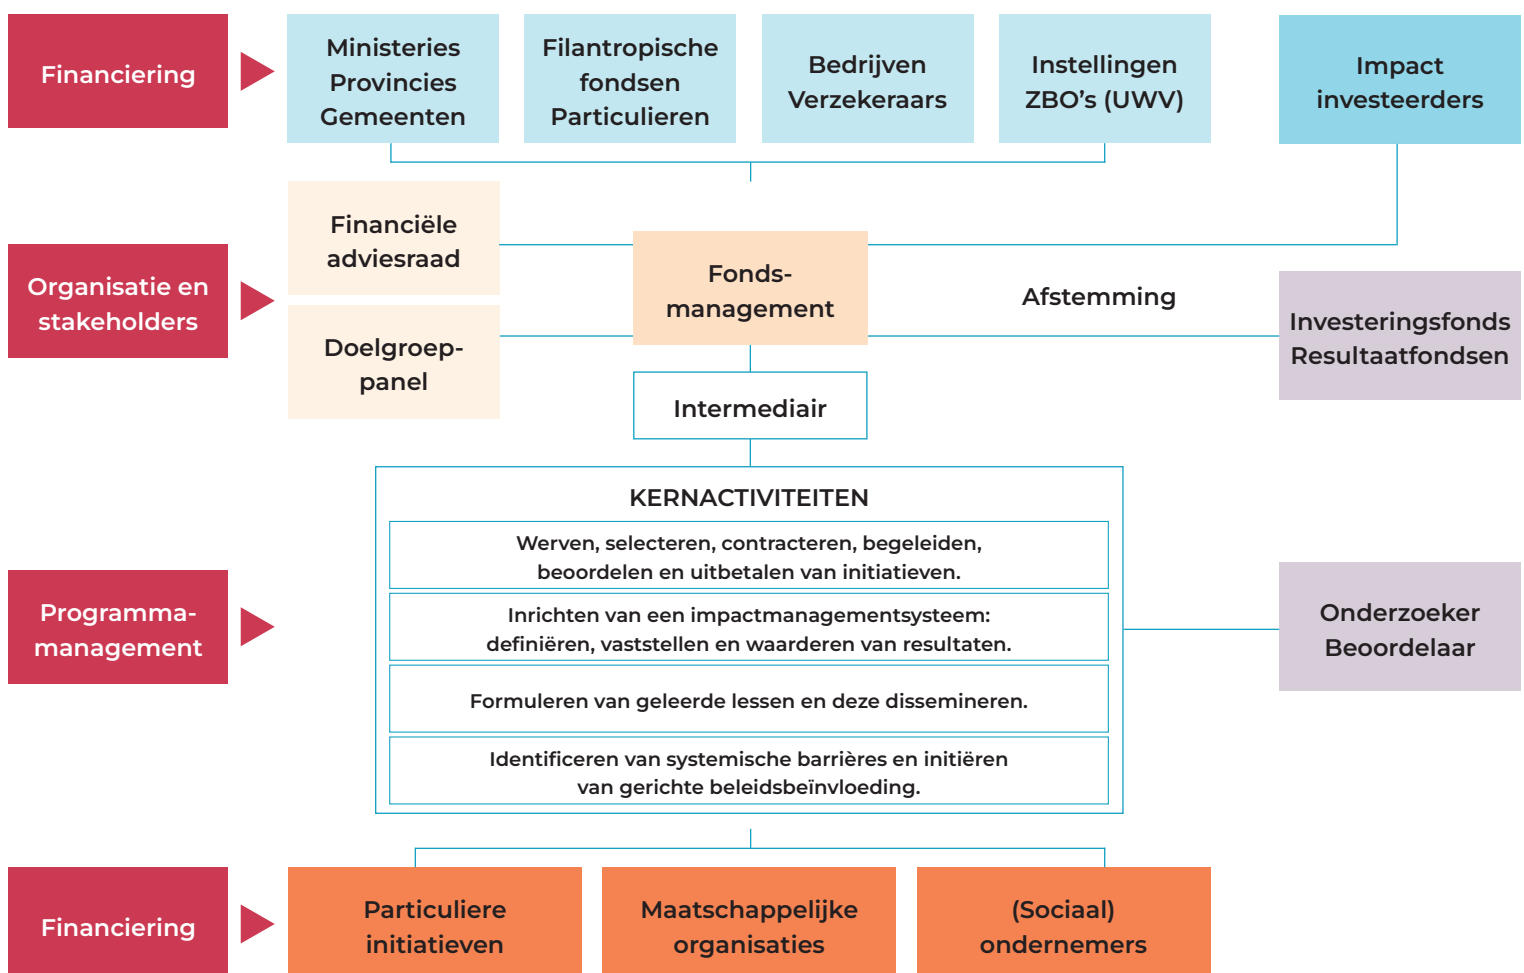 Financiering
Ministeries
Provincies
Gemeenten
Filantropische
fondsen
Particulieren
Bedrijven
Verzekeraars
Instellingen
ZBO’s (UWV)
Impact
investeerders
Organisatie en
stakeholders
Financiële
adviesraad
Doelgroep-
panel
Fonds-
management
Afstemming
Investeringsfonds
Resultaatfondsen
Intermediair
Programma-
management
KERNACTIVITEITEN
Werven, selecteren, contracteren, begeleiden,
beoordelen en uitbetalen van initiatieven.
Inrichten van een impactmanagementsysteem:
definiëren, vaststellen en waarderen van resultaten.
Formuleren van geleerde lessen en deze dissemineren.
Identificeren van systemische barrières en initiëren
van gerichte beleidsbeïnvloeding.
Onderzoeker
Beoordelaar
Financiering
Particuliere
initiatieven
Maatschappelijke
organisaties
(Sociaal)
ondernemers